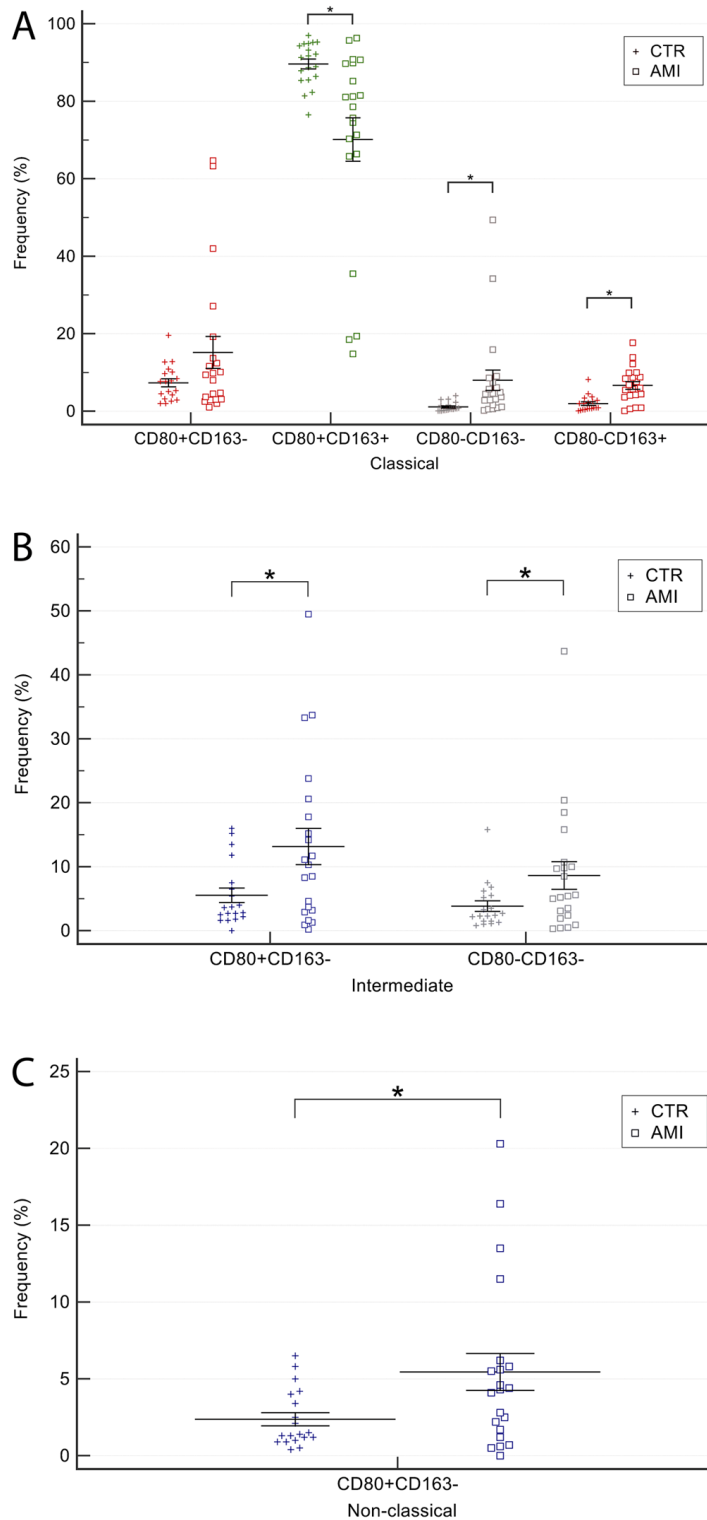 A
*
+ CTR
□ AMI
100
80
60
40
20
0
Frequency (%)
*
*
CD80+CD163- CD80+CD163+ CD80-CD163- CD80-CD163+
Classical
B
60
50
40
30
20
10
0
Frequency (%)
*
*
+ CTR
□ AMI
CD80+CD163- CD80-CD163-
Intermediate
C
25
20
15
10
5
0
Frequency (%)
*
+ CTR
□ AMI
CD80+CD163-
Non-classical